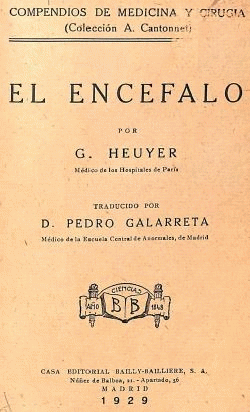 COMPENDIOS DE MEDICINA Y CIRUGIA
(Colección A. Cantonnet)
EL ENCEFALO
POR
G. HEUYER
Médico de los Hospitales de París
TRADUCIDO POR
D. PEDRO GALARRETA
Médico de la Escuela Central de Anormales, de Madrid
CIENCIAS
AÑO B B 1848
CASA EDITORIAL BAILLY-BAILLIERE, S. A.
Núñez de Balboa, 21.-Apartado, 56
MADRID
1929